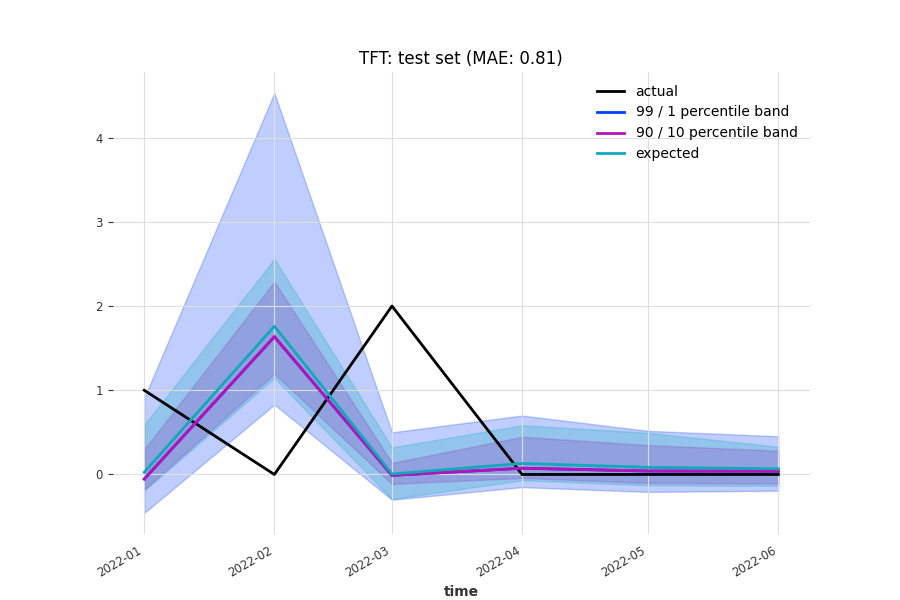 TFT: test set (MAE: 0.81)
actual
99 / 1 percentile band
90 / 10 percentile band
expected
4
3
2
1
0
2022-01
2022-02
2022-03
2022-04
2022-05
2022-06
time